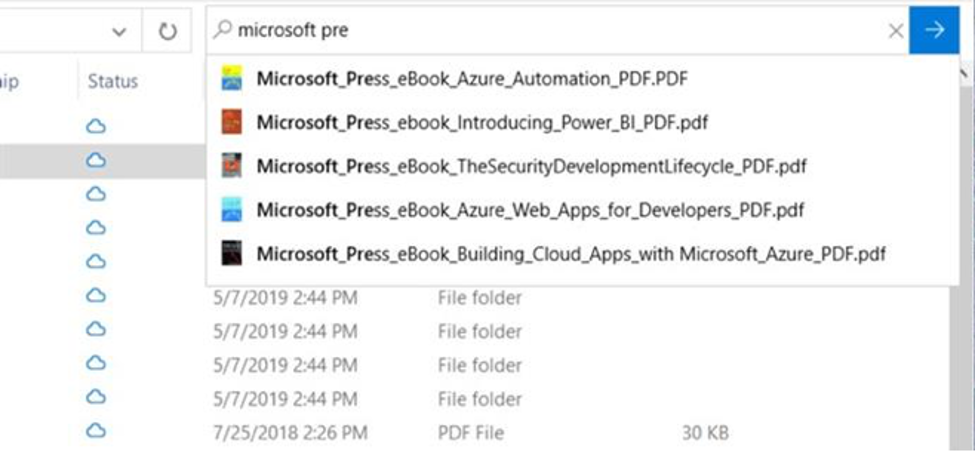 microsoft pre
ip Status
Microsoft_Press_eBook_Azure_Automation_PDF.PDF
Microsoft_Press_ebook_Introducing_Power_BI_PDF.pdf
Microsoft_Press_eBook_TheSecurityDevelopmentLifecycle_PDF.pdf
Microsoft_Press_eBook_Azure_Web_Apps_for_Developers_PDF.pdf
Microsoft_Press_eBook_Building_Cloud_Apps_with Microsoft_Azure_PDF.pdf
5/7/2019 2:44 PM File folder
5/7/2019 2:44 PM File folder
5/7/2019 2:44 PM File folder
5/7/2019 2:44 PM File folder
7/25/2018 2:26 PM PDF File 30 KB